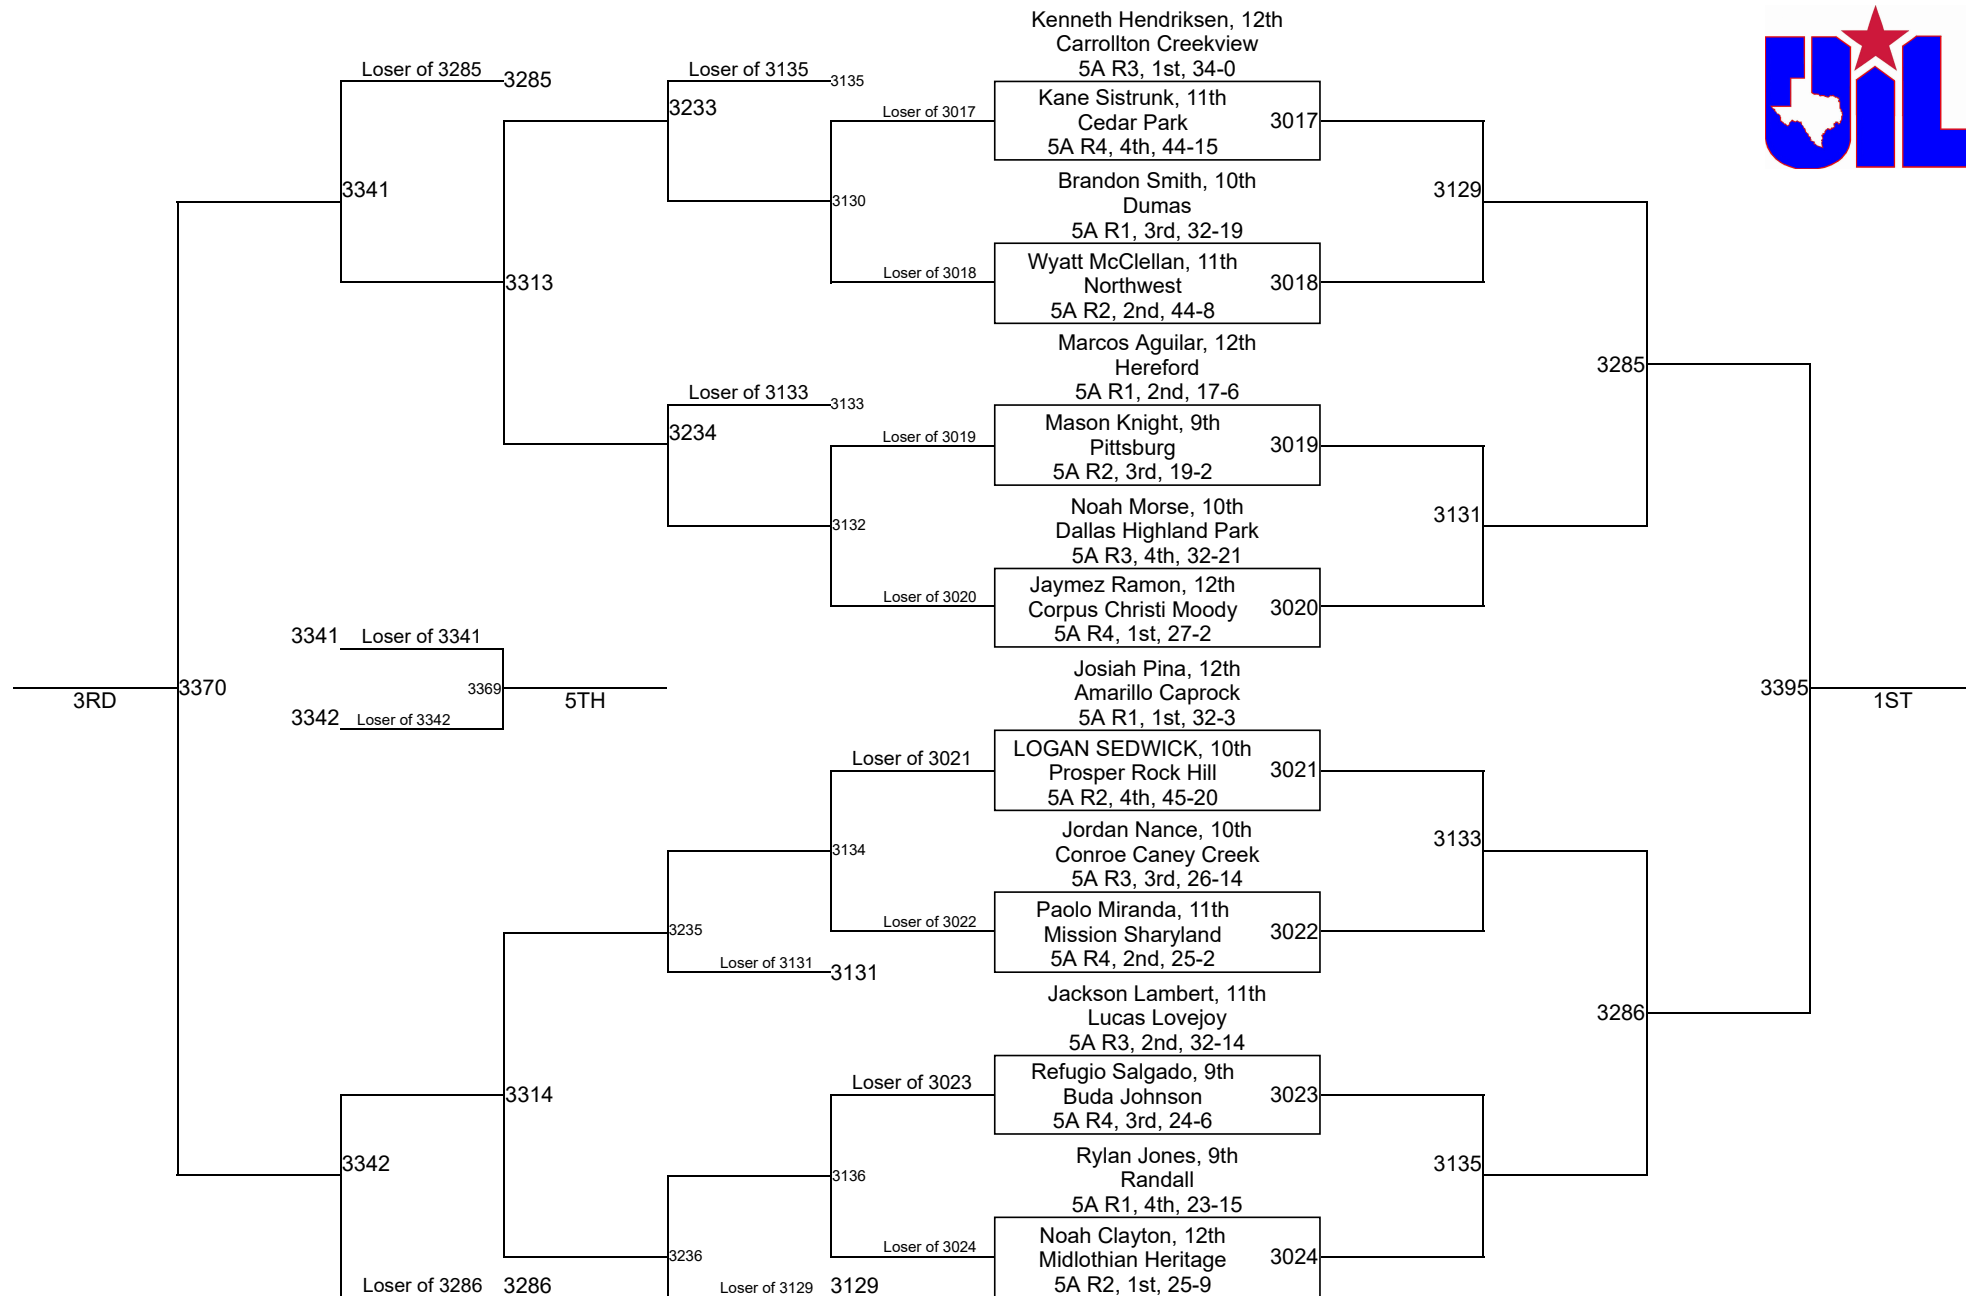 Kenneth Hendriksen, 12th
Carrollton Creekview
5A R3, 1st, 34-0
UIL
Loser of 3285 3285
Loser of 3135 3135
3233
Loser of 3017
Kane Sistrunk, 11th
Cedar Park
5A R4, 4th, 44-15
3017
3341
3130
Brandon Smith, 10th
Dumas
5A R1, 3rd, 32-19
3129
Loser of 3018
Wyatt McClellan, 11th
Northwest
5A R2, 2nd, 44-8
3018
3313
Marcos Aguilar, 12th
Hereford
5A R1, 2nd, 17-6
3285
Loser of 3133 3133
3234
Loser of 3019
Mason Knight, 9th
Pittsburg
5A R2, 3rd, 19-2
3019
3132
Noah Morse, 10th
Dallas Highland Park
5A R3, 4th, 32-21
3131
Loser of 3020
Jaymez Ramon, 12th
Corpus Christi Moody
5A R4, 1st, 27-2
3020
3341 Loser of 3341
3370
3RD
3369
5TH
3342 Loser of 3342
Josiah Pina, 12th
Amarillo Caprock
5A R1, 1st, 32-3
3395
1ST
Loser of 3021
LOGAN SEDWICK, 10th
Prosper Rock Hill
5A R2, 4th, 45-20
3021
3134
Jordan Nance, 10th
Conroe Caney Creek
5A R3, 3rd, 26-14
3133
Loser of 3022
Paolo Miranda, 11th
Mission Sharyland
5A R4, 2nd, 25-2
3022
3235
Loser of 3131 3131
Jackson Lambert, 11th
Lucas Lovejoy
5A R3, 2nd, 32-14
3286
3314
Loser of 3023
Refugio Salgado, 9th
Buda Johnson
5A R4, 3rd, 24-6
3023
3342
3136
Rylan Jones, 9th
Randall
5A R1, 4th, 23-15
3135
3236
Loser of 3024
Noah Clayton, 12th
Midlothian Heritage
5A R2, 1st, 25-9
3024
Loser of 3286 3286
Loser of 3129 3129